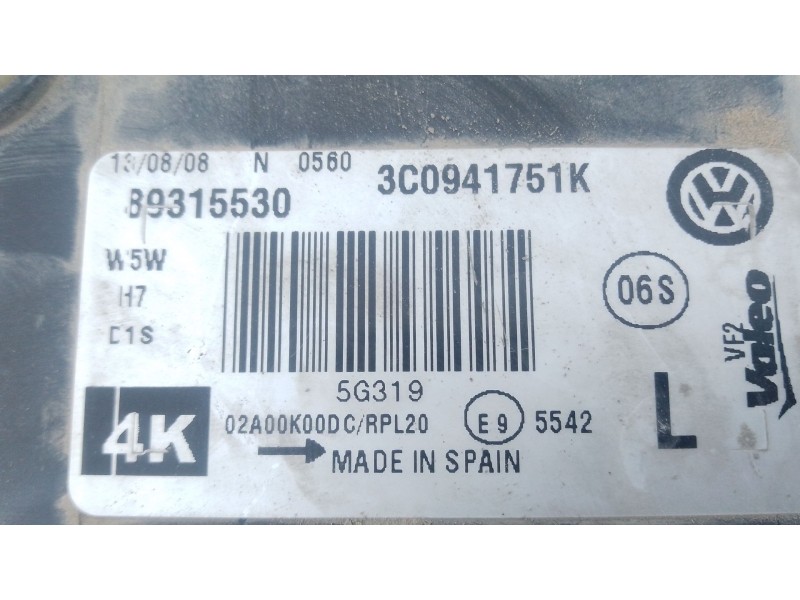 13/08/08 N 0560 3C0941751K
89315530
W5W
H7
D1S
06S
VE2
Valeo
5G319
4K 02A00K00DC/RPL20 E9 5542 L
MADE IN SPAIN